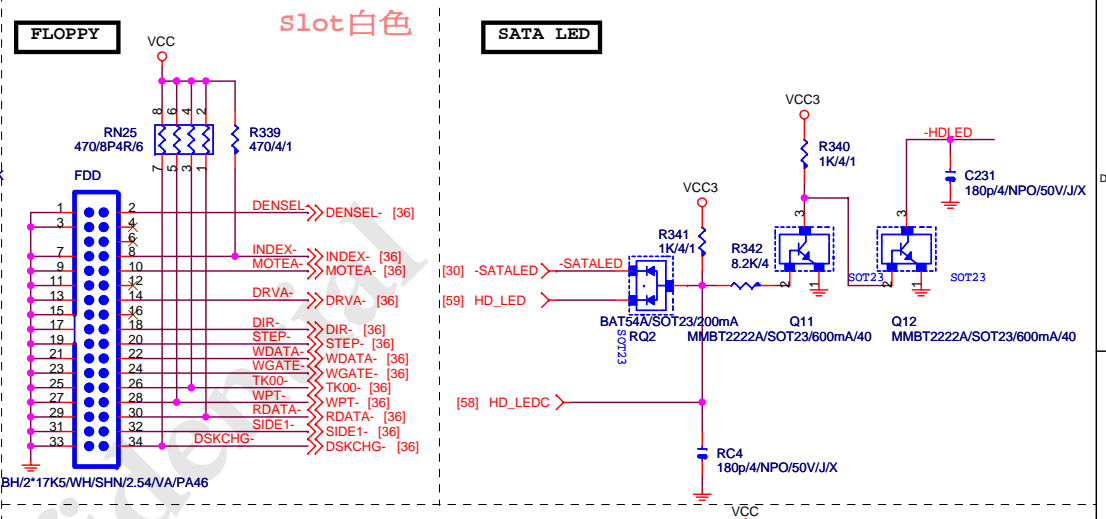 FLOPPY
Slot白色
VCC
8
6
4
2
RN25
470/8P4R/6
R339
470/4/1
7
5
3
1
FDD
1
2
DENSEL-
DENSEL- [36]
3
4
6
7
8
INDEX-
INDEX- [36]
9
10
MOTEA-
MOTEA- [36]
11
12
13
14
DRVA-
DRVA- [36]
15
16
17
18
DIR-
DIR- [36]
19
20
STEP-
STEP- [36]
21
22
WDATA-
WDATA- [36]
23
24
WGATE-
WGATE- [36]
25
26
TK00-
TK00- [36]
27
28
WPT-
WPT- [36]
29
30
RDATA-
RDATA- [36]
31
32
SIDE1-
SIDE1- [36]
33
34
DSKCHG-
DSKCHG- [36]
BH/2*17K5/WH/SHN/2.54/VA/PA46
SATA LED
VCC3
R340
1K/4/1
-HDLED
C231
180p/4/NPO/50V/J/X
D
VCC3
R341
1K/4/1
R342
8.2K/4
3
2
1
SOT23
3
2
1
SOT23
[30] -SATALED
-SATALED
[59] HD_LED
BAT54A/SOT23/200mA
RQ2
SOT23
Q11
MMBT2222A/SOT23/600mA/40
Q12
MMBT2222A/SOT23/600mA/40
[58] HD_LEDC
RC4
180p/4/NPO/50V/J/X
VCC